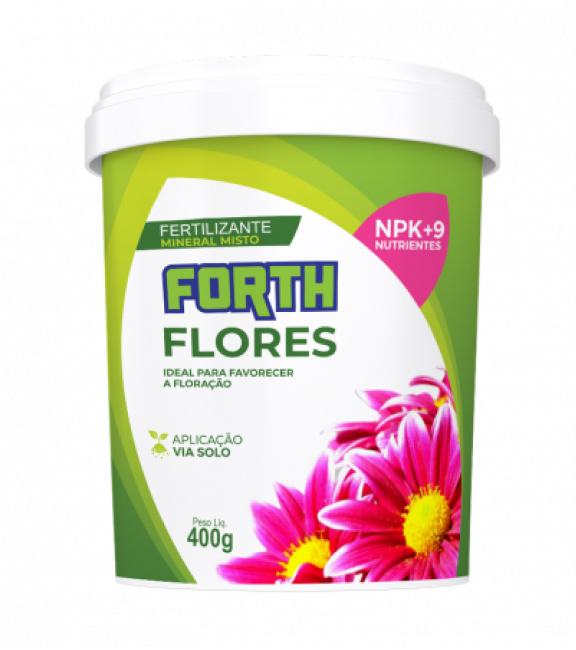 FERTILIZANTE
MINERAL MISTO
NPK+9
NUTRIENTES
FORTH
FLORES
IDEAL PARA FAVORECER
A FLORAÇÃO
APLICAÇÃO
VIA SOLO
Peso Líq.
400g